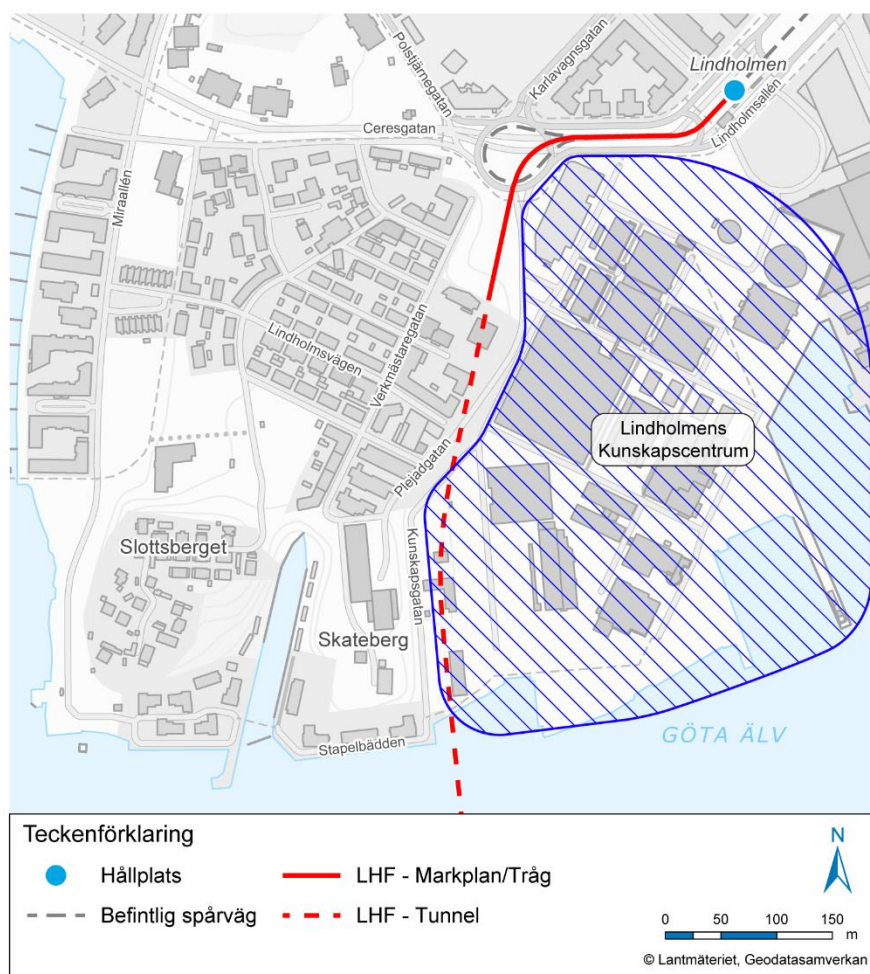 Polstjärnegatan
Karlavagnsgatan
Lindholmen
Lindholmsallén
Ceresgatan
Miraallén
Lindholmsvägen
Verkmästaregatan
Plejadgatan
Lindholmens
Kunskapscentrum
Slottsberget
Kunskapsgatan
Skateberg
Stapelbädden
GÖTA ÄLV
Teckenförklaring
Hållplats
LHF - Markplan/Tråg
Befintlig spårväg
LHF - Tunnel
N
0 50 100 150
m
© Lantmäteriet, Geodatasamverkan